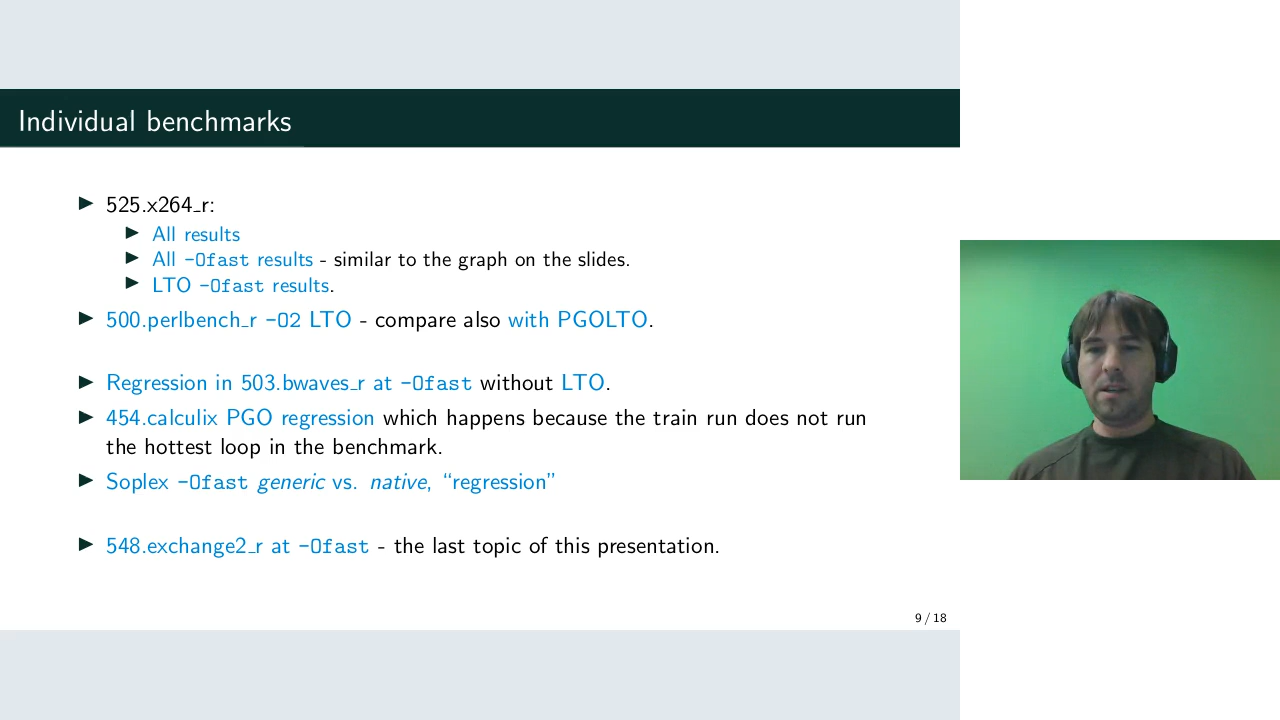 Individual benchmarks
▶ 525.x264_r:
▶ All results
▶ All -Ofast results - similar to the graph on the slides.
▶ LTO -Ofast results.
▶ 500.perlbench_r -O2 LTO - compare also with PGOLTO.
▶ Regression in 503.bwaves_r at -Ofast without LTO.
▶ 454.calculix PGO regression which happens because the train run does not run
the hottest loop in the benchmark.
▶ Soplex -Ofast generic vs. native, “regression”
▶ 548.exchange2_r at -Ofast - the last topic of this presentation.
9 / 18